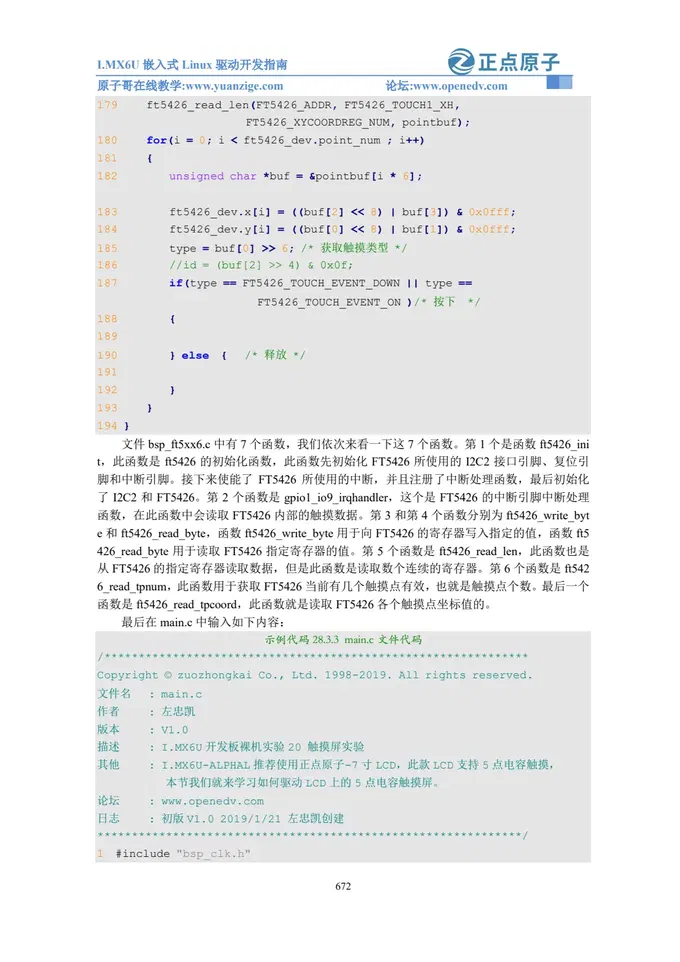 I.MX6U 嵌入式 Linux 驱动开发指南
正点原子
原子哥在线教学:www.yuanzige.com 论坛:www.openedv.com
179 ft5426_read_len(FT5426_ADDR, FT5426_TOUCH1_XH,
FT5426_XYCOORDREG_NUM, pointbuf);
180 for(i = 0; i < ft5426_dev.point_num ; i++)
181 {
182 unsigned char *buf = &pointbuf[i * 6];
183 ft5426_dev.x[i] = ((buf[2] << 8) | buf[3]) & 0x0fff;
184 ft5426_dev.y[i] = ((buf[0] << 8) | buf[1]) & 0x0fff;
185 type = buf[0] >> 6; /* 获取触摸类型 */
186 //id = (buf[2] >> 4) & 0x0f;
187 if(type == FT5426_TOUCH_EVENT_DOWN || type ==
FT5426_TOUCH_EVENT_ON )/* 按下 */
188 {
189
190 } else { /* 释放 */
191
192 }
193 }
194 }
文件 bsp_ft5xx6.c 中有 7 个函数，我们依次来看一下这 7 个函数。第 1 个是函数 ft5426_ini
t，此函数是 ft5426 的初始化函数，此函数先初始化 FT5426 所使用的 I2C2 接口引脚、复位引
脚和中断引脚。接下来使能了 FT5426 所使用的中断，并且注册了中断处理函数，最后初始化
了 I2C2 和 FT5426。第 2 个函数是 gpio1_io9_irqhandler，这个是 FT5426 的中断引脚中断处理
函数，在此函数中会读取 FT5426 内部的触摸数据。第 3 和第 4 个函数分别为 ft5426_write_byt
e 和 ft5426_read_byte，函数 ft5426_write_byte 用于向 FT5426 的寄存器写入指定的值，函数 ft5
426_read_byte 用于读取 FT5426 指定寄存器的值。第 5 个函数是 ft5426_read_len，此函数也是
从 FT5426 的指定寄存器读取数据，但是此函数是读取数个连续的寄存器。第 6 个函数是 ft542
6_read_tpnum，此函数用于获取 FT5426 当前有几个触摸点有效，也就是触摸点个数。最后一个
函数是 ft5426_read_tpcoord，此函数就是读取 FT5426 各个触摸点坐标值的。
最后在 main.c 中输入如下内容：
示例代码 28.3.3 main.c 文件代码
/**************************************************************
Copyright © zuozhongkai Co., Ltd. 1998-2019. All rights reserved.
文件名 : main.c
作者 : 左忠凯
版本 : V1.0
描述 : I.MX6U 开发板裸机实验 20 触摸屏实验
其他 : I.MX6U-ALPHAL 推荐使用正点原子-7 寸 LCD，此款 LCD 支持 5 点电容触摸，
本节我们就来学习如何驱动 LCD 上的 5 点电容触摸屏。
论坛 : www.openedv.com
日志 : 初版 V1.0 2019/1/21 左忠凯创建
**************************************************************/
1 #include "bsp_clk.h"
672